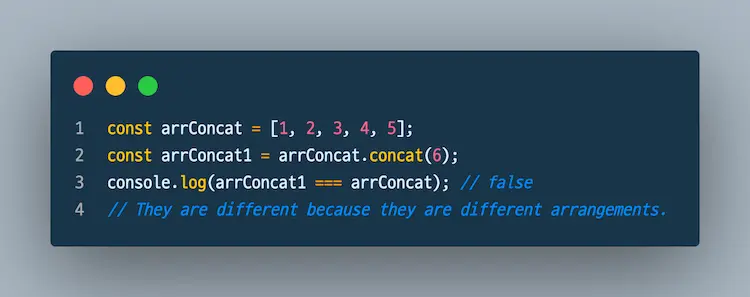 1 const arrConcat = [1, 2, 3, 4, 5];
2 const arrConcat1 = arrConcat.concat(6);
3 console.log(arrConcat1 === arrConcat); // false
4 // They are different because they are different arrangements.